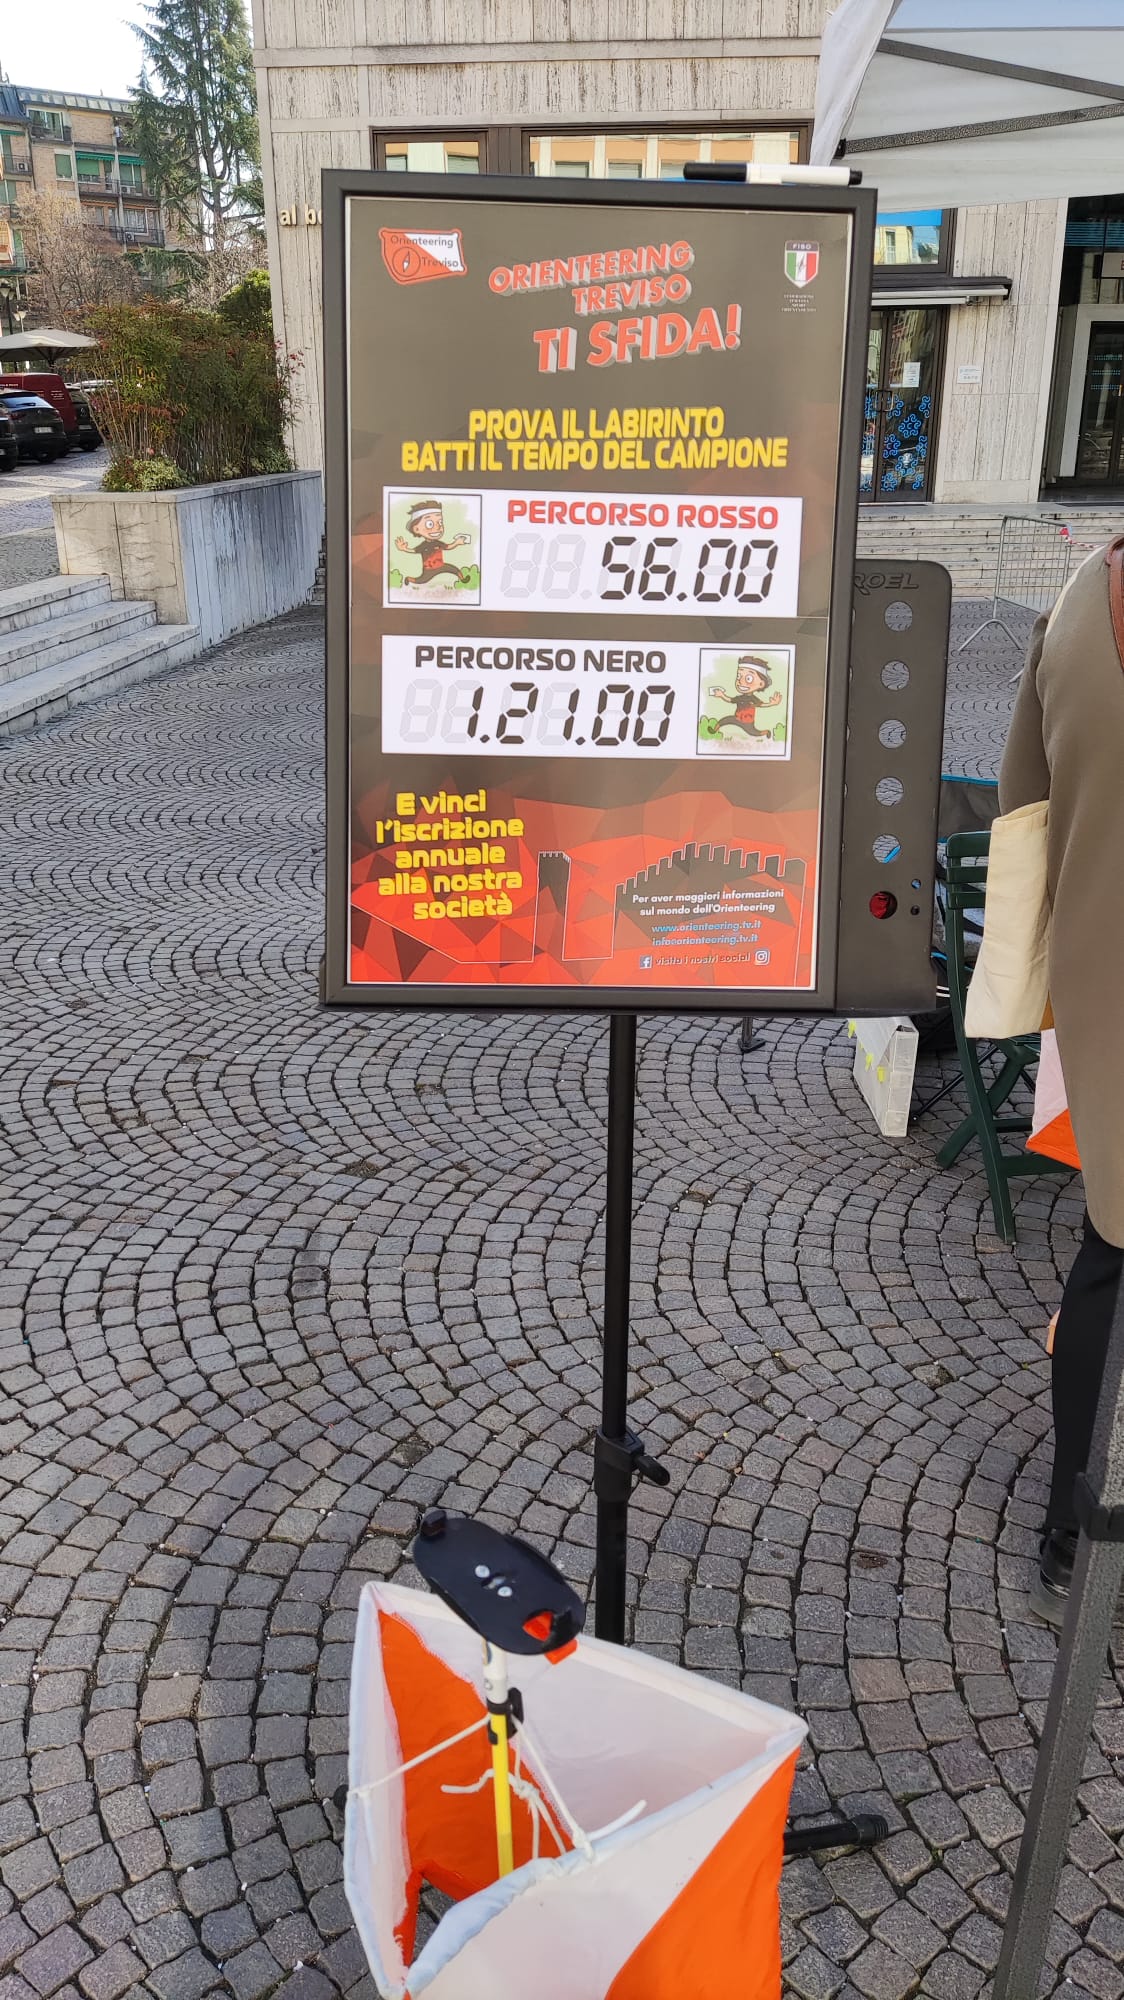 Orienteering
Treviso
ORIENTEERING
TREVISO
TI SFIDA!
FISO
PROVA IL LABIRINTO
BATTI IL TEMPO DEL CAMPIONE
PERCORSO ROSSO
56.00
PERCORSO NERO
1.21.00
E vinci
l'iscrizione
annuale
alla nostra
società
Per aver maggiori informazioni
sul mondo dell'Orienteering
www.orienteering.tv.it
info@orienteering.tv.it
visita i nostri social
ROEL
al b